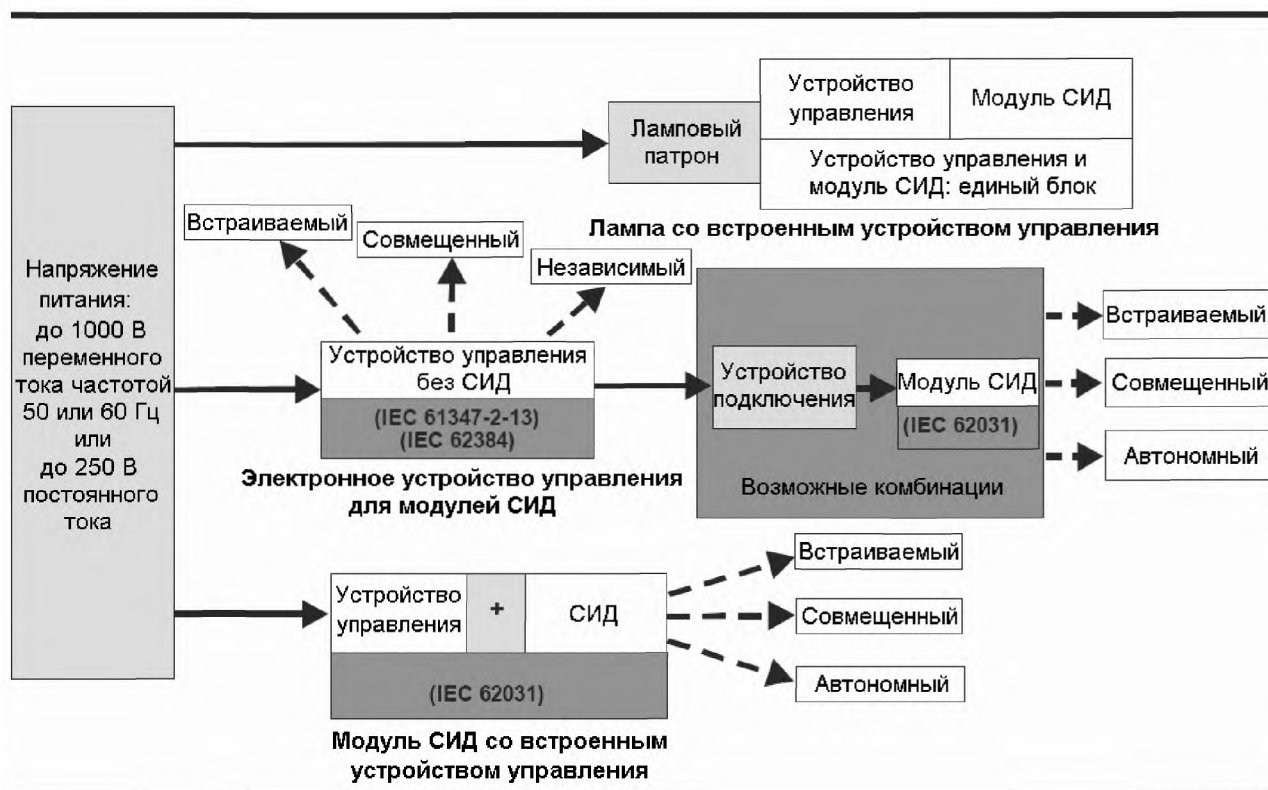 Напряжение
питания:
до 1000 В
переменного
тока частотой
50 или 60 Гц
или
до 250 В
постоянного
тока
Ламповый
патрон
Устройство
управления
Модуль СИД
Устройство управления и
модуль СИД: единый блок
Лампа со встроенным устройством управления
Встраиваемый
Совмещенный
Независимый
Устройство управления
без СИД
(IEC 61347-2-13)
(IEC 62384)
Электронное устройство управления
для модулей СИД
Устройство
подключения
Модуль СИД
(IEC 62031)
Возможные комбинации
Встраиваемый
Совмещенный
Автономный
Устройство
управления
+
СИД
(IEC 62031)
Модуль СИД со встроенным
устройством управления
Встраиваемый
Совмещенный
Автономный